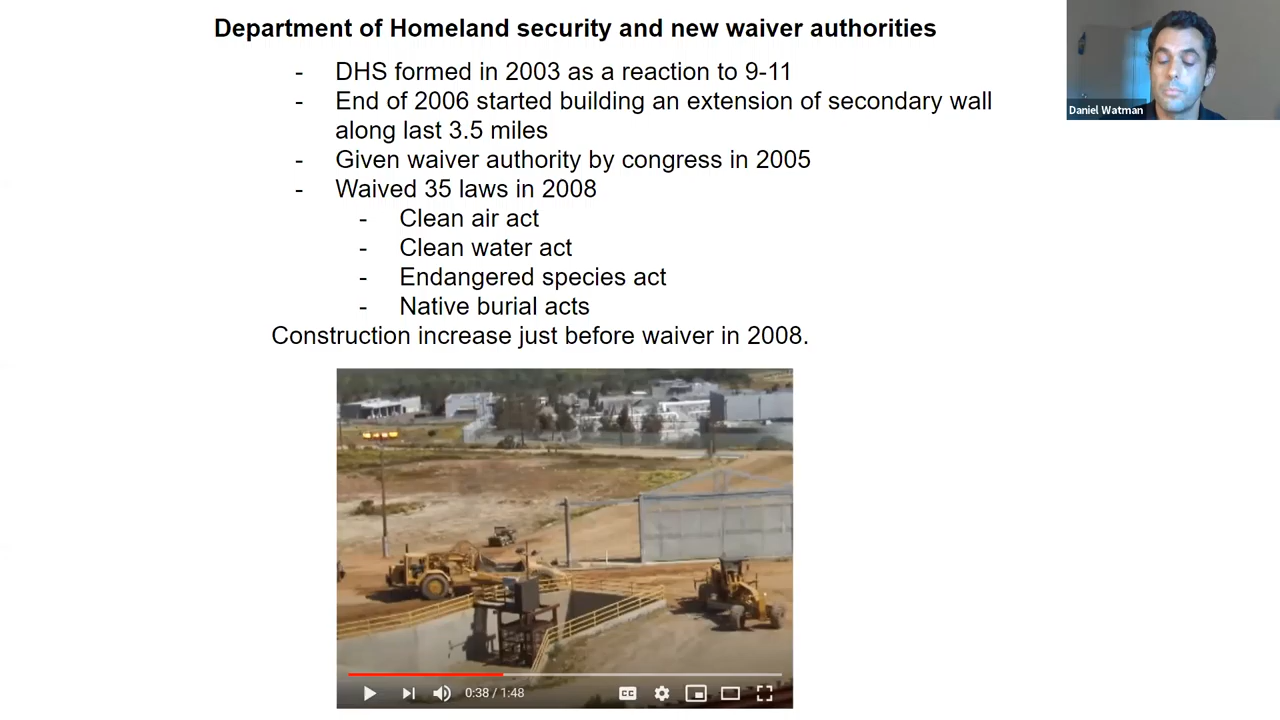 Department of Homeland security and new waiver authorities
- DHS formed in 2003 as a reaction to 9-11
- End of 2006 started building an extension of secondary wall
along last 3.5 miles
- Given waiver authority by congress in 2005
- Waived 35 laws in 2008
- Clean air act
- Clean water act
- Endangered species act
- Native burial acts
Construction increase just before waiver in 2008.
Daniel Watman
0:38 / 1:48
CC